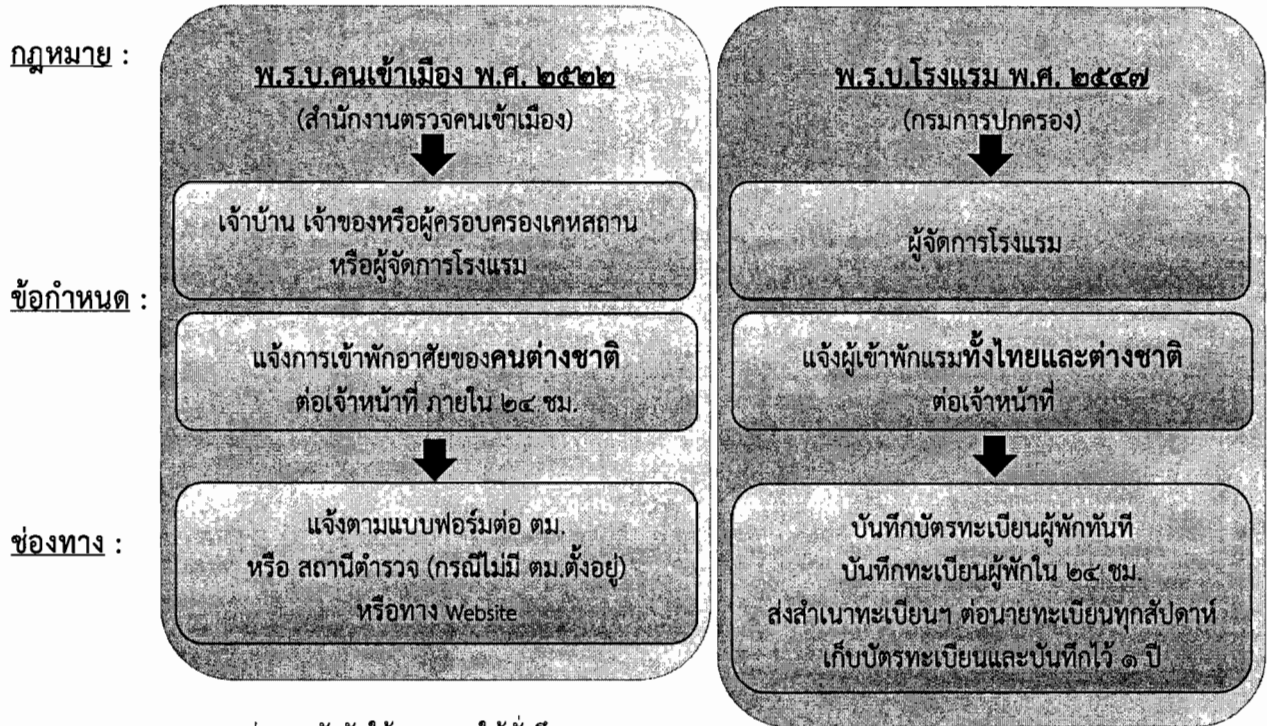 กฎหมาย :
พ.ร.บ.คนเข้าเมือง พ.ศ. ๒๕๒๒
(สำนักงานตรวจคนเข้าเมือง)
พ.ร.บ.โรงแรม พ.ศ. ๒๕๔๗
(กรมการปกครอง)
ข้อกำหนด :
เจ้าบ้าน เจ้าของหรือผู้ครอบครองเคหสถาน
หรือผู้จัดการโรงแรม
ผู้จัดการโรงแรม
แจ้งการเข้าพักอาศัยของคนต่างชาติ
ต่อเจ้าหน้าที่ ภายใน ๒๔ ชม.
แจ้งผู้เข้าพักแรมทั้งไทยและต่างชาติ
ต่อเจ้าหน้าที่
ช่องทาง :
แจ้งตามแบบฟอร์มต่อ ตม.
หรือ สถานีตำรวจ (กรณีไม่มี ตม.ตั้งอยู่)
หรือทาง Website
บันทึกบัตรทะเบียนผู้พักทันที
บันทึกทะเบียนผู้พักใน ๒๔ ชม.
ส่งสำเนาทะเบียนฯ ต่อนายทะเบียนทุกสัปดาห์
เก็บบัตรทะเบียนและบันทึกไว้ ๑ ปี